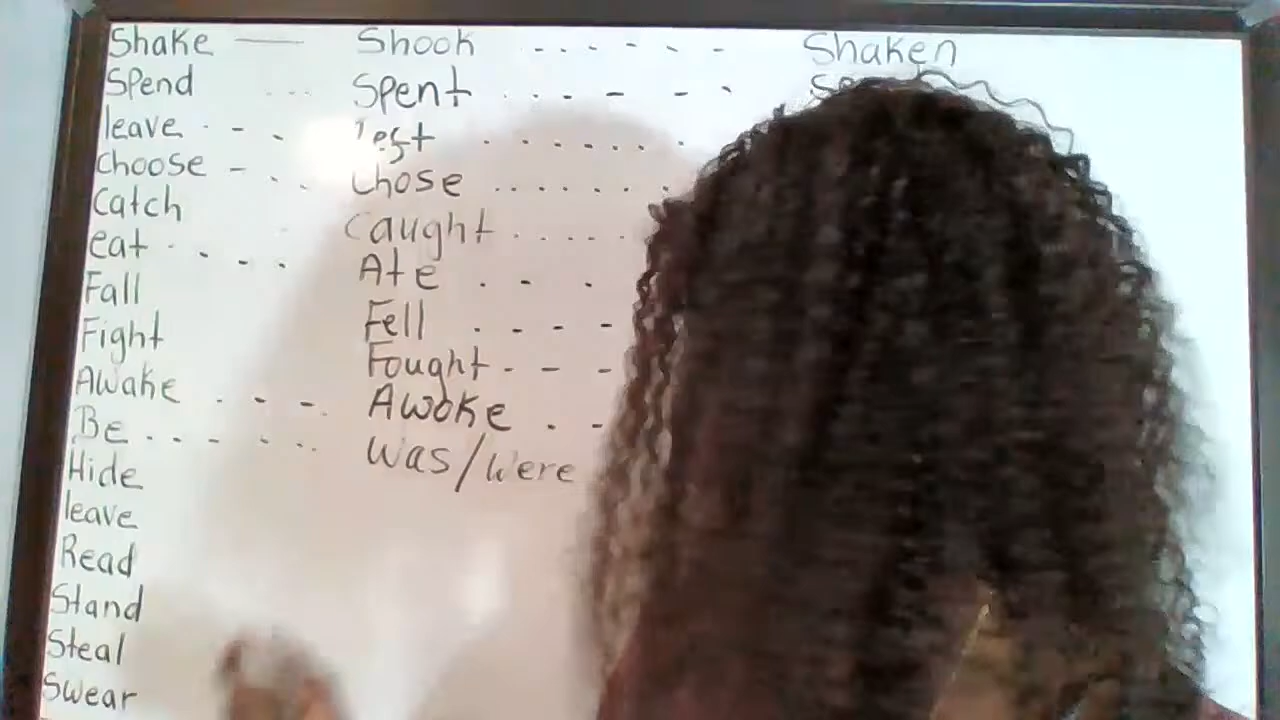 Shake —— Shook - - - - - - Shaken
Spend ... Spent . . . - - - .
leave . - - . left . . . . . . .
Choose - . . . Chose . . . . . . .
Catch Caught . . . . .
eat . . - - . Ate . - .
Fall Fell . - - -
Fight Fought - - -
Awake . - - -. Awoke . - -
Be . - - - - .. Was/Were
Hide
leave
Read
Stand
Steal
Swear